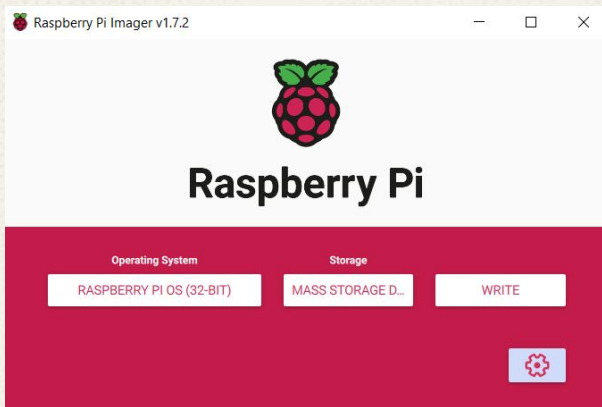 Raspberry Pi Imager v1.7.2
Raspberry Pi
Operating System
Storage
RASPBERRY PI OS (32-BIT)
MASS STORAGE D...
WRITE